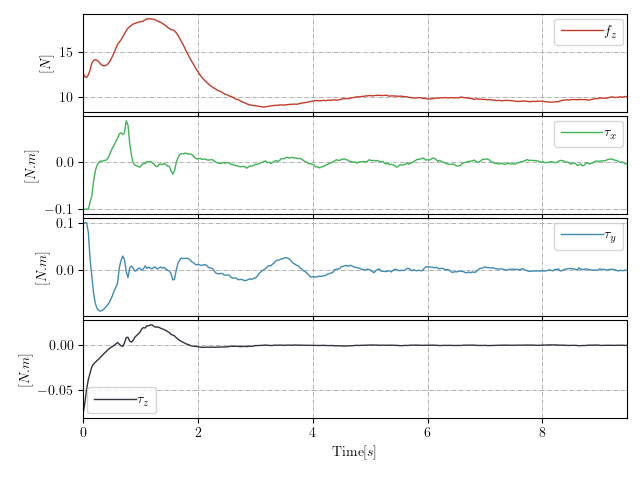 15
10
[N]
f_z
0.0
−0.1
[N.m]
τ_x
0.1
0.0
[N.m]
τ_y
0.00
−0.05
[N.m]
τ_z
0 2 4 6 8
Time[s]